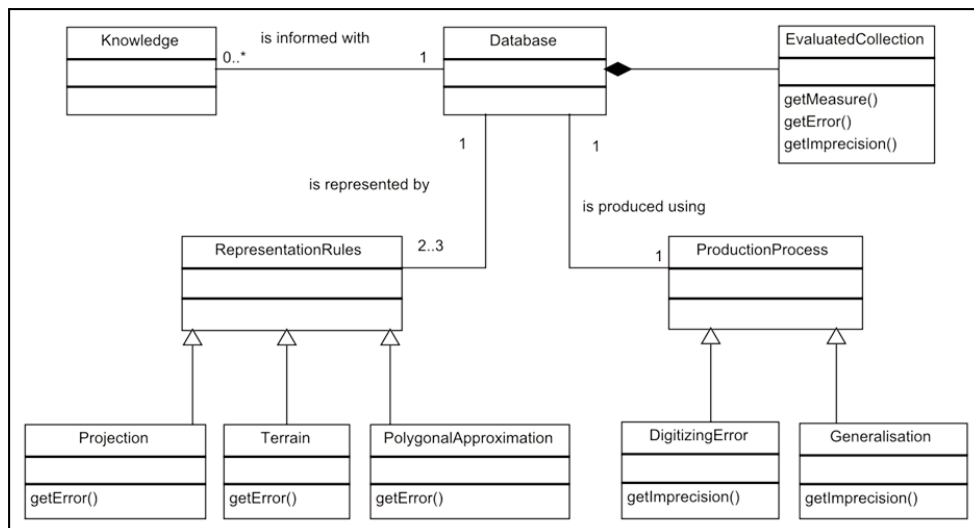 Knowledge
is informed with
0..*
1
Database
EvaluatedCollection
getMeasure()
getError()
getImprecision()
1
1
is represented by
is produced using
RepresentationRules
2..3
1
ProductionProcess
Projection
getError()
Terrain
getError()
PolygonalApproximation
getError()
DigitizingError
getImprecision()
Generalisation
getImprecision()